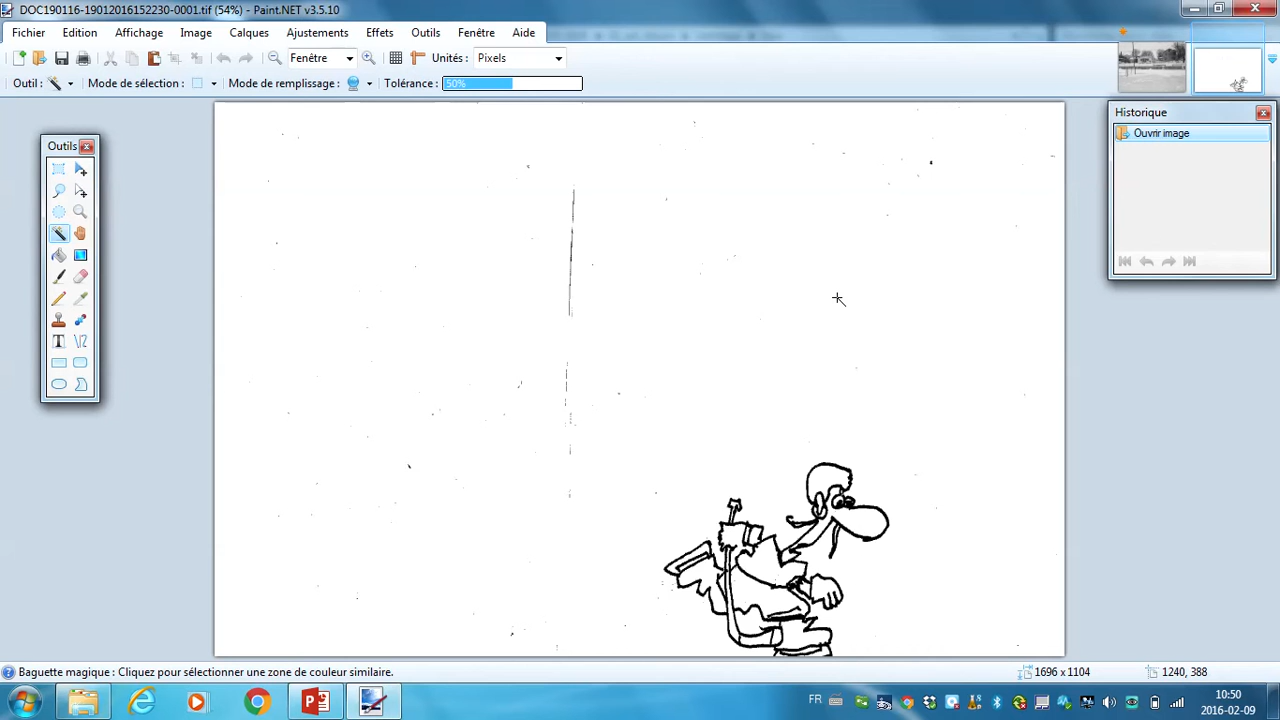 DOC190116-19012016152230-0001.tif (54%) - Paint.NET v3.5.10
Fichier Edition Affichage Image Calques Ajustements Effets Outils Fenêtre Aide
Fenêtre Unités : Pixels
Outil : Mode de sélection : Mode de remplissage : Tolérance : 50%
Outils
Historique
Ouvrir image
Baguette magique : Cliquez pour sélectionner une zone de couleur similaire.
1696 x 1104
1240, 388
FR
10:50
2016-02-09